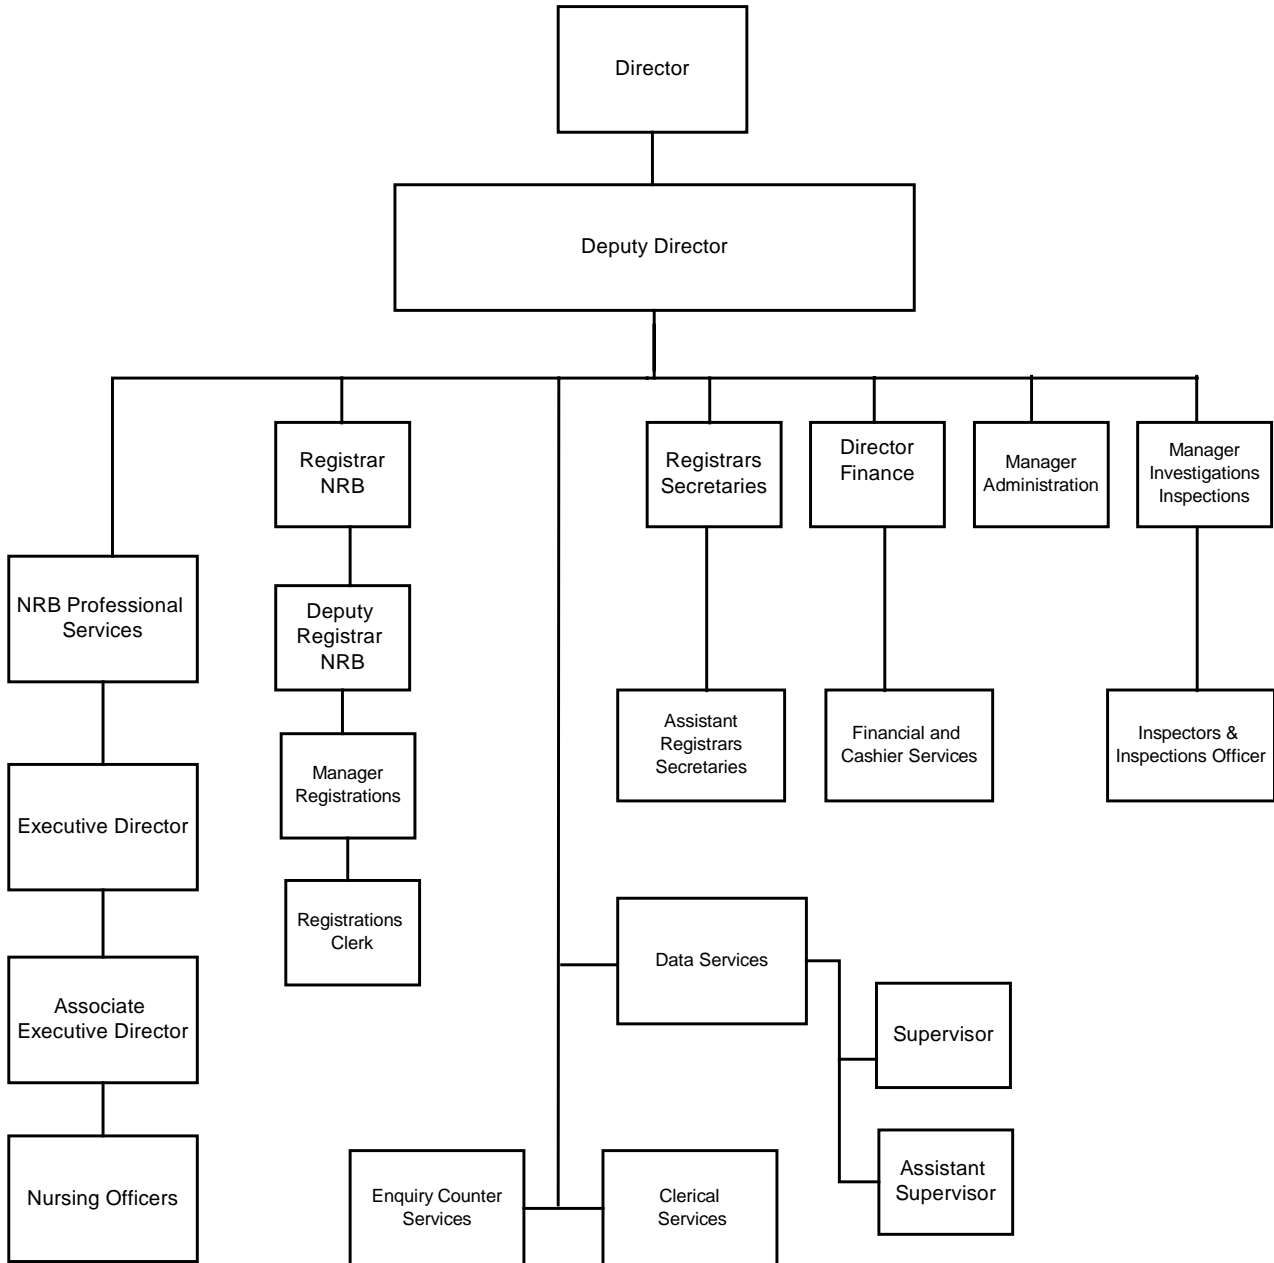 Director
Deputy Director
Registrar
NRB
Registrars
Secretaries
Director
Finance
Manager
Administration
Manager
Investigations
Inspections
NRB Professional
Services
Deputy
Registrar
NRB
Assistant
Registrars
Secretaries
Financial and
Cashier Services
Inspectors &
Inspections Officer
Manager
Registrations
Executive Director
Registrations
Clerk
Data Services
Associate
Executive Director
Supervisor
Assistant
Supervisor
Nursing Officers
Enquiry Counter
Services
Clerical
Services